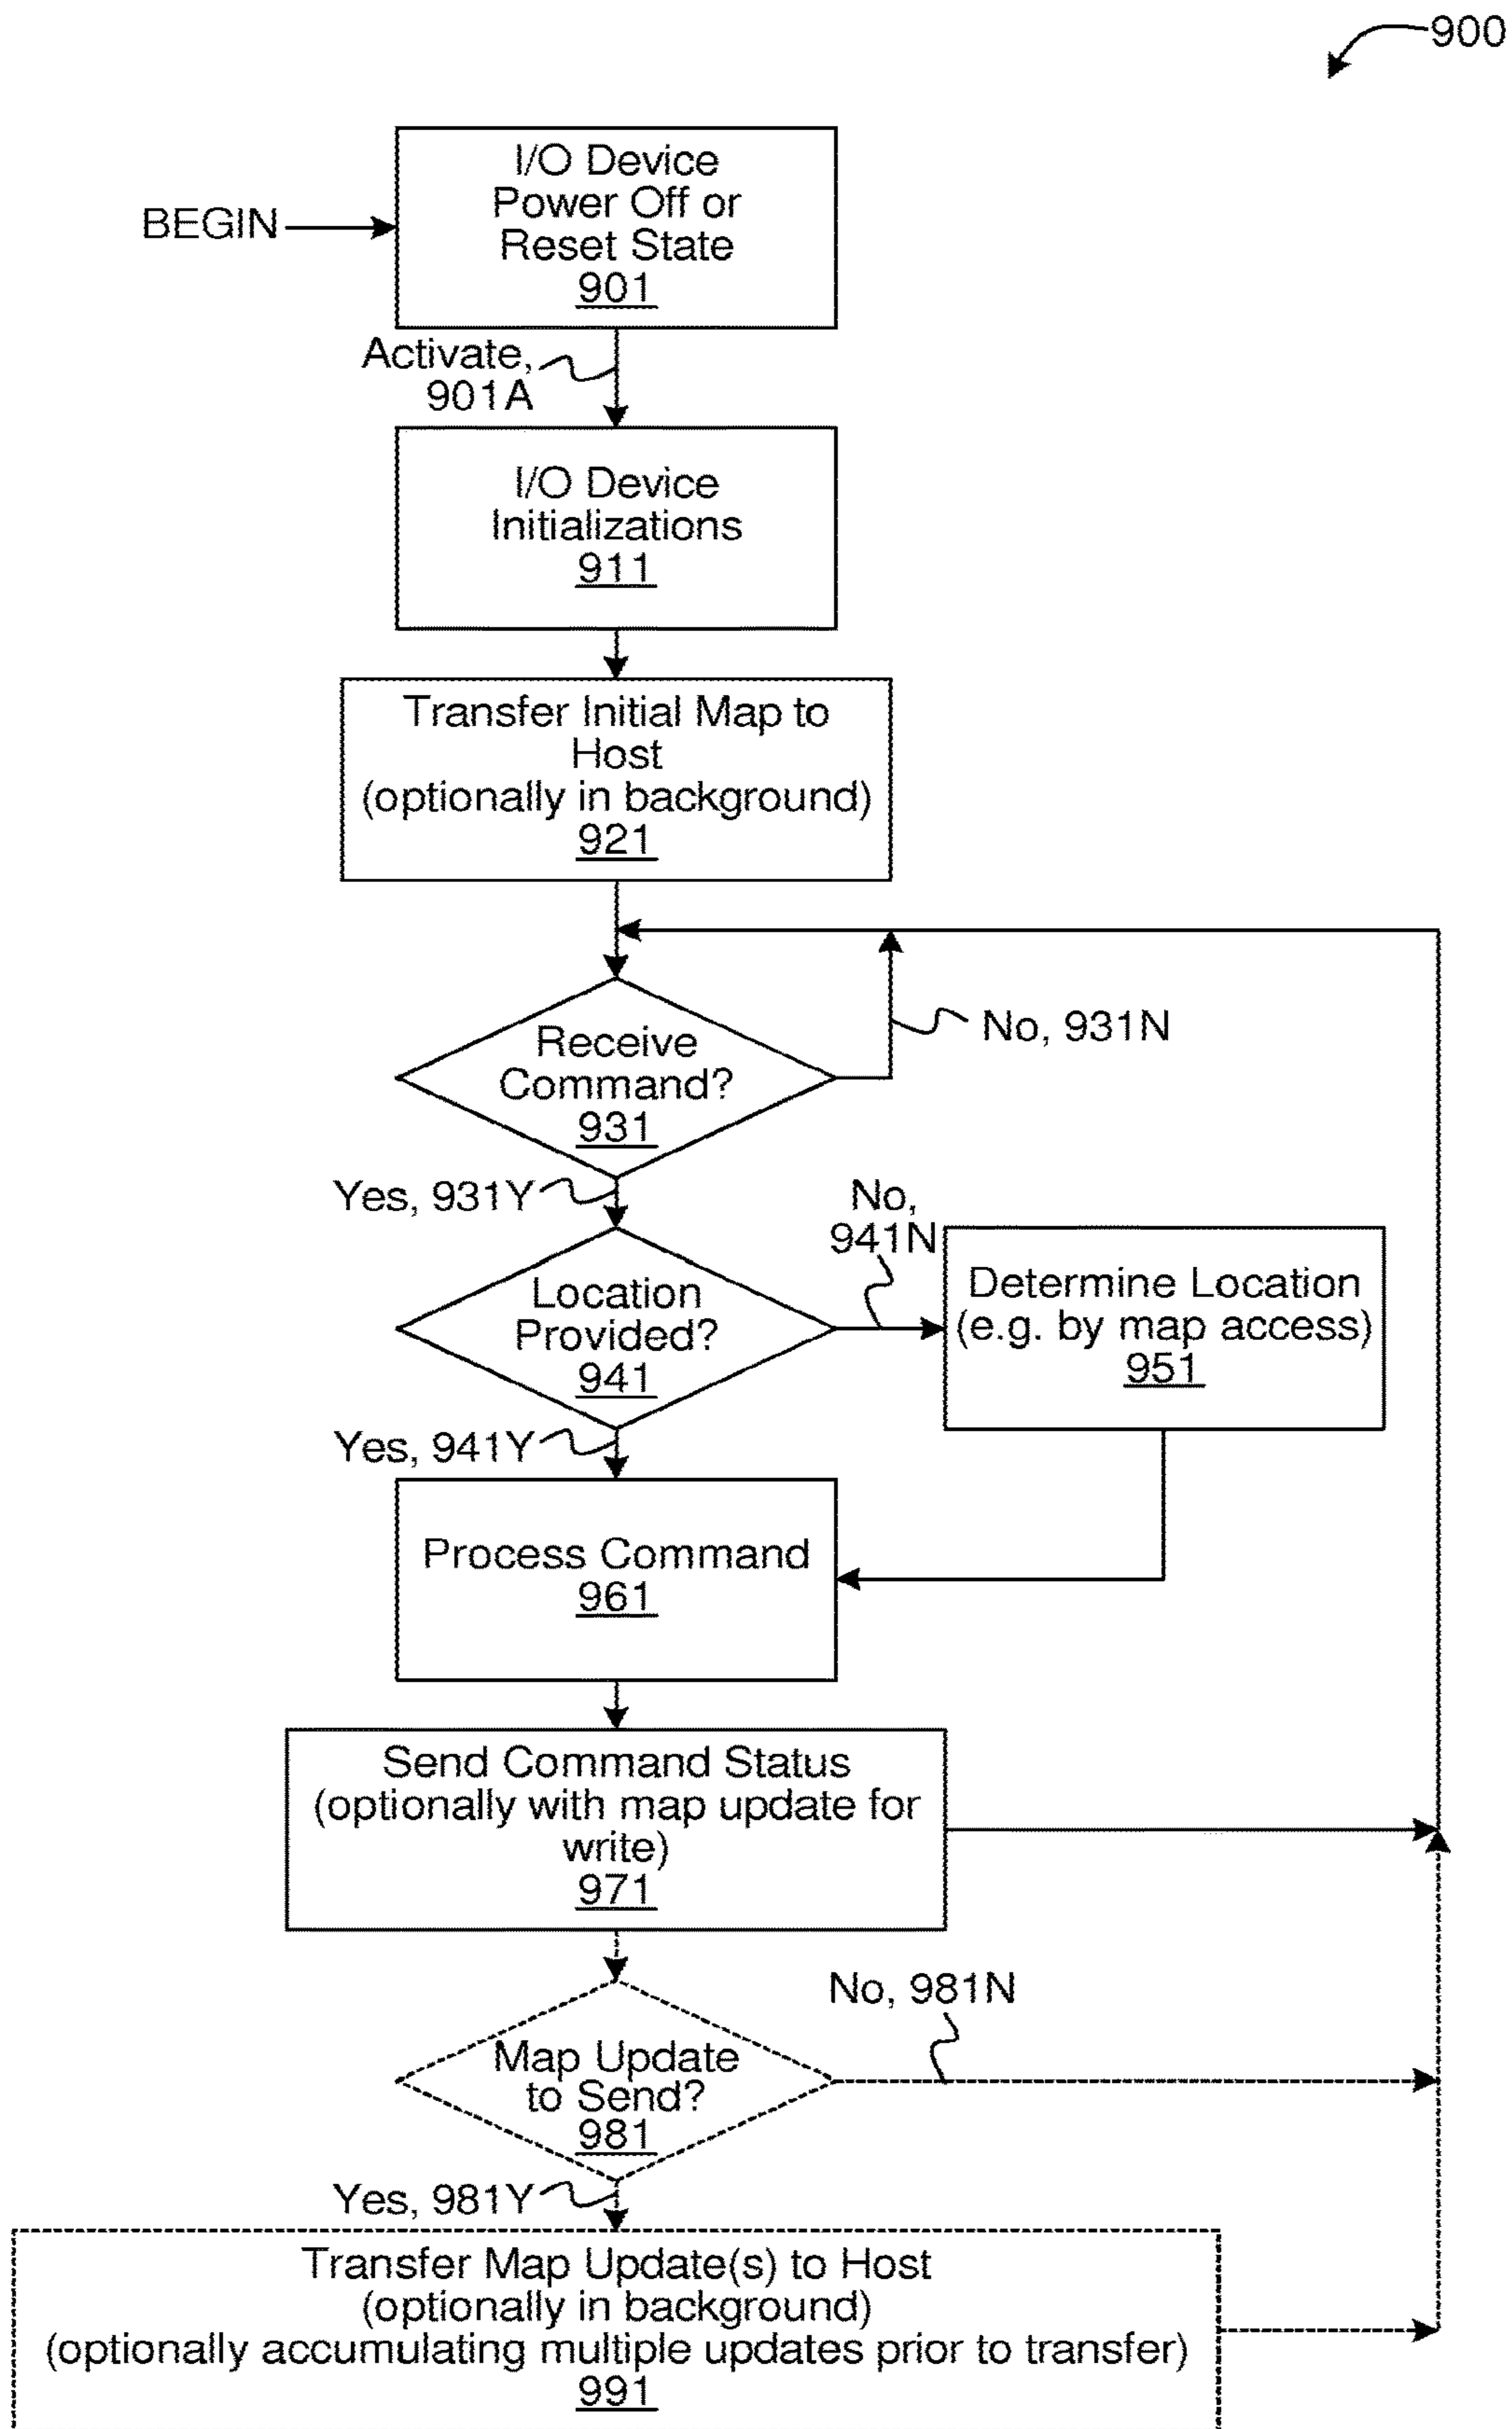 900
I/O Device
Power Off or
Reset State
901
BEGIN
Activate,
901A
I/O Device
Initializations
911
Transfer Initial Map to
Host
(optionally in background)
921
Receive
Command?
931
No, 931N
Yes, 931Y
No,
941N
Location
Provided?
941
Determine Location
(e.g. by map access)
951
Yes, 941Y
Process Command
961
Send Command Status
(optionally with map update for
write)
971
No, 981N
Map Update
to Send?
981
Yes, 981Y
Transfer Map Update(s) to Host
(optionally in background)
(optionally accumulating multiple updates prior to transfer)
991